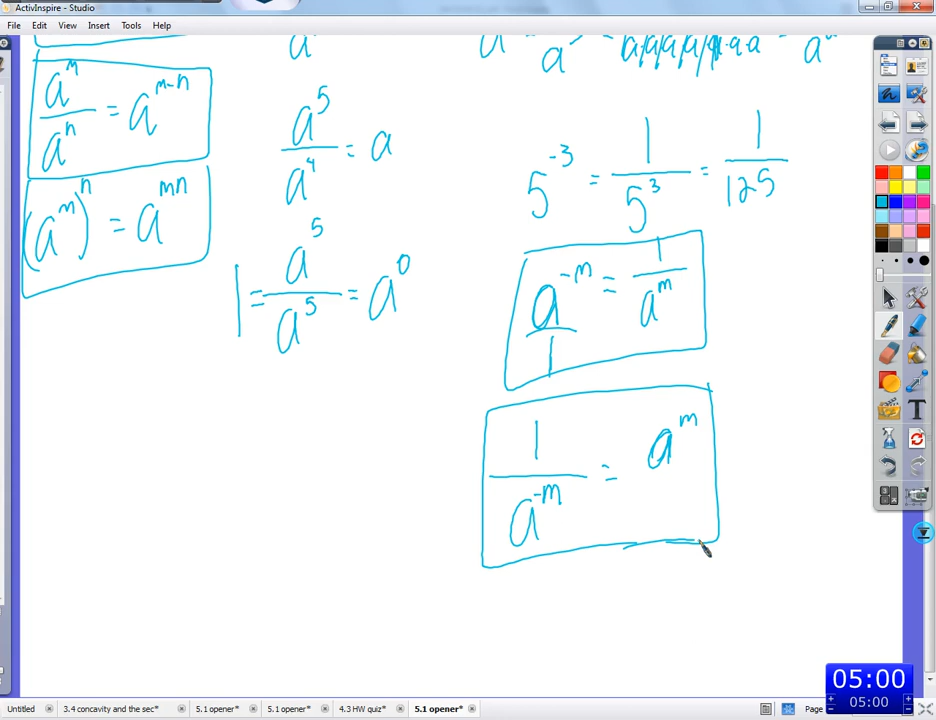 ActivInspire - Studio
File Edit View Insert Tools Help
a^m/a^n = a^(m-n)
(a^m)^n = a^(mn)
a^5/a^4 = a
1 = a^5/a^5 = a^0
5^-3 = 1/5^3 = 1/125
a^-m/1 = 1/a^m
1/a^-m = a^m
05:00
05:00
Untitled 3.4 concavity and the sec* 5.1 opener* 5.1 opener* 4.3 HW quiz* 5.1 opener* Page